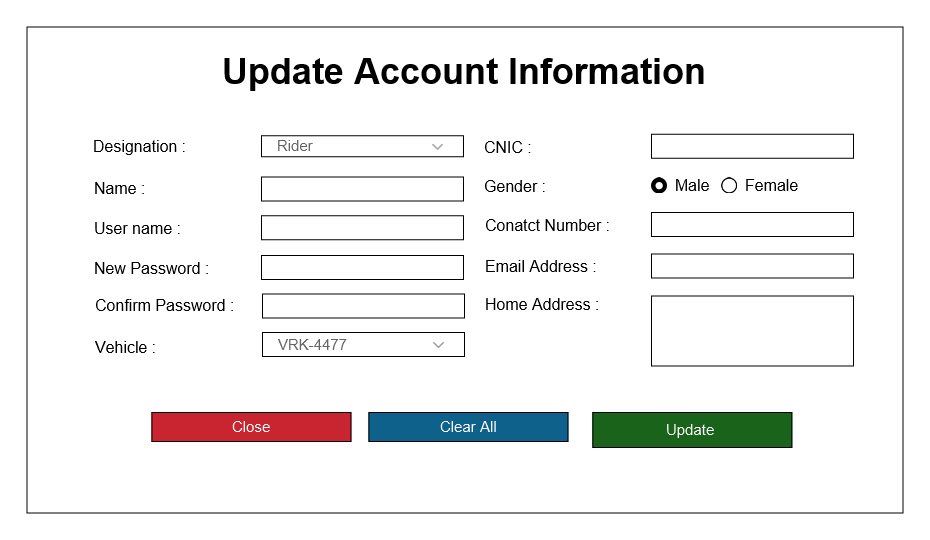 Update Account Information
Designation :
Rider
Name :
User name :
New Password :
Confirm Password :
Vehicle :
VRK-4477
CNIC :
Gender :
Male
Female
Conatct Number :
Email Address :
Home Address :
Close
Clear All
Update